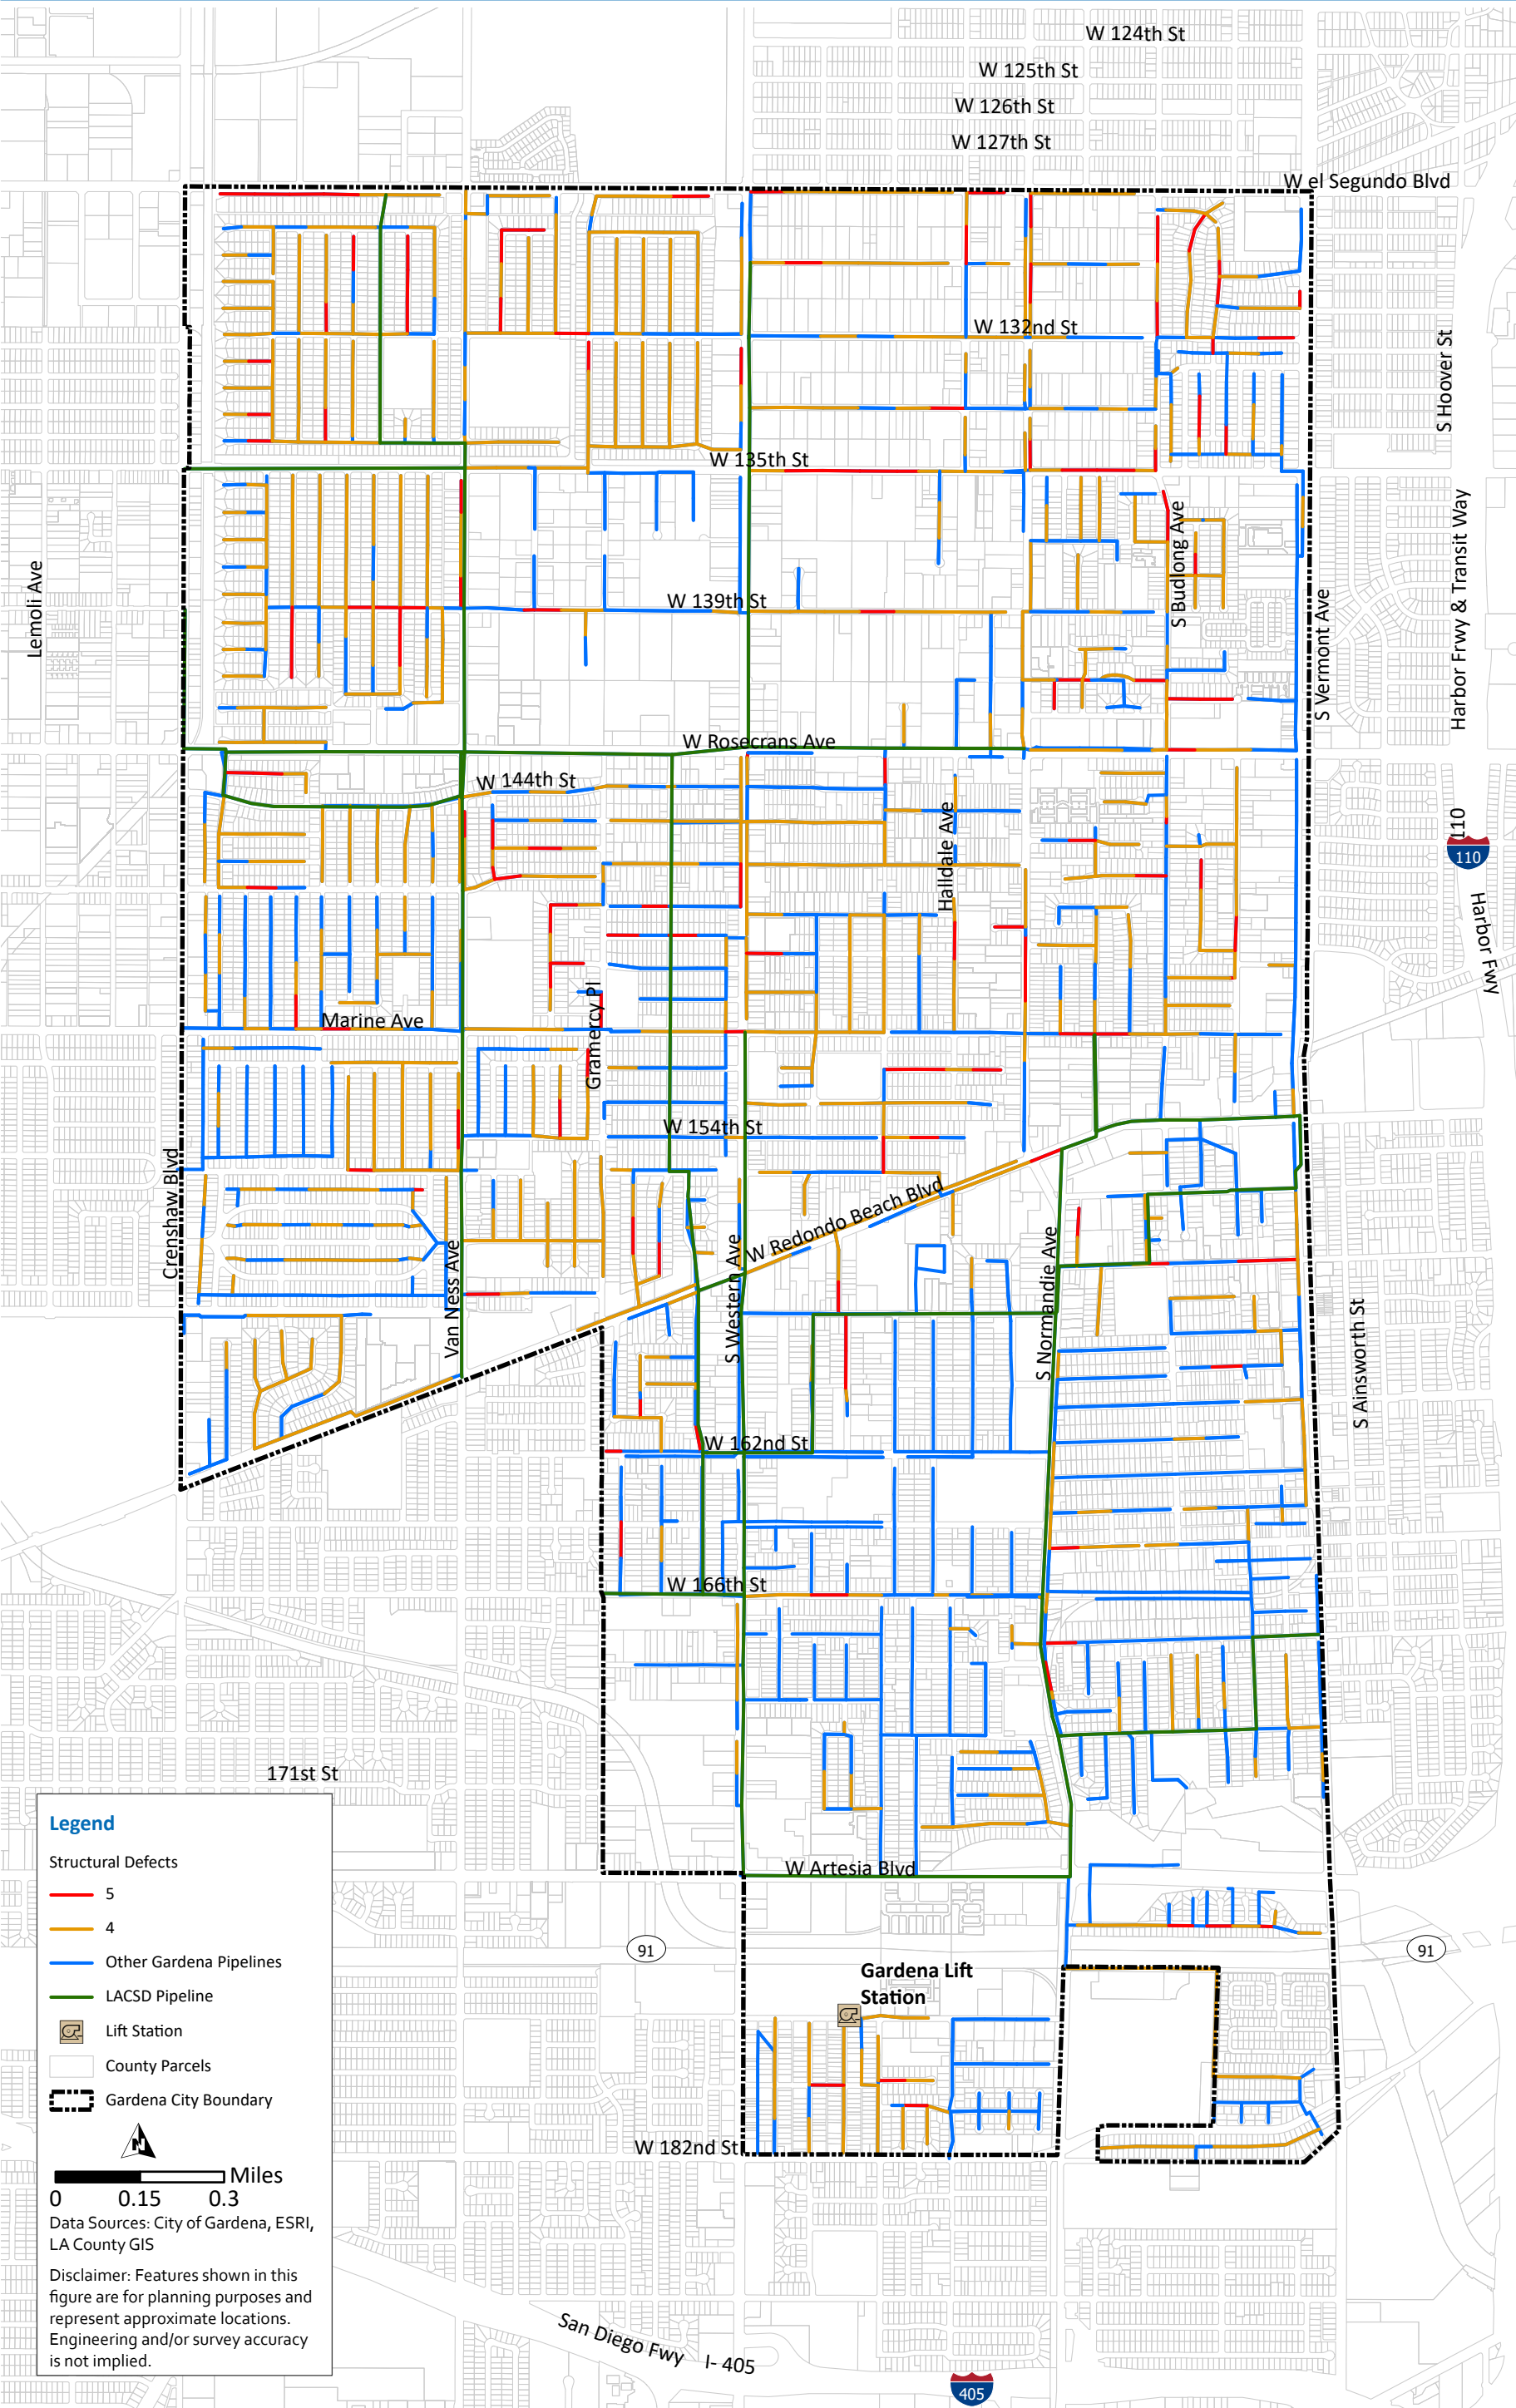 W 124th St
W 125th St
W 126th St
W 127th St
W el Segundo Blvd
W 132nd St
S Hoover St
W 135th St
S Budlong Ave
Harbor Frwy & Transit Way
Lemoli Ave
W 139th St
S Vermont Ave
W Rosecrans Ave
W 144th St
Halldale Ave
110
110
Harbor Fwy
Gramercy Pl
Marine Ave
W 154th St
Crenshaw Blvd
W Redondo Beach Blvd
Van Ness Ave
S Western Ave
S Normandie Ave
S Ainsworth St
W 162nd St
W 166th St
171st St
W Artesia Blvd
91
91
Gardena Lift
Station
W 182nd St
Legend
Structural Defects
5
4
Other Gardena Pipelines
LACSD Pipeline
Lift Station
County Parcels
Gardena City Boundary
N
Miles
0 0.15 0.3
Data Sources: City of Gardena, ESRI,
LA County GIS
Disclaimer: Features shown in this
figure are for planning purposes and
represent approximate locations.
Engineering and/or survey accuracy
is not implied.
San Diego Fwy I- 405
405